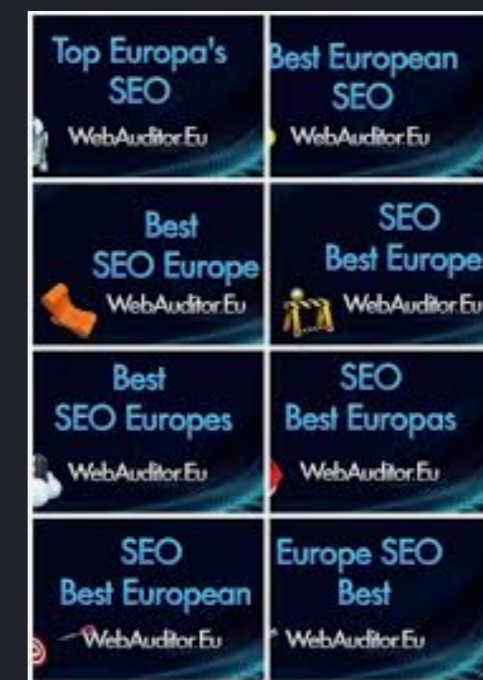 Top Europa's
SEO
WebAuditor.Eu
Best European
SEO
WebAuditor.Eu
Best
SEO Europe
WebAuditor.Eu
SEO
Best Europe
WebAuditor.Eu
Best
SEO Europes
WebAuditor.Eu
SEO
Best Europas
WebAuditor.Eu
SEO
Best European
WebAuditor.Eu
Europe SEO
Best
WebAuditor.Eu